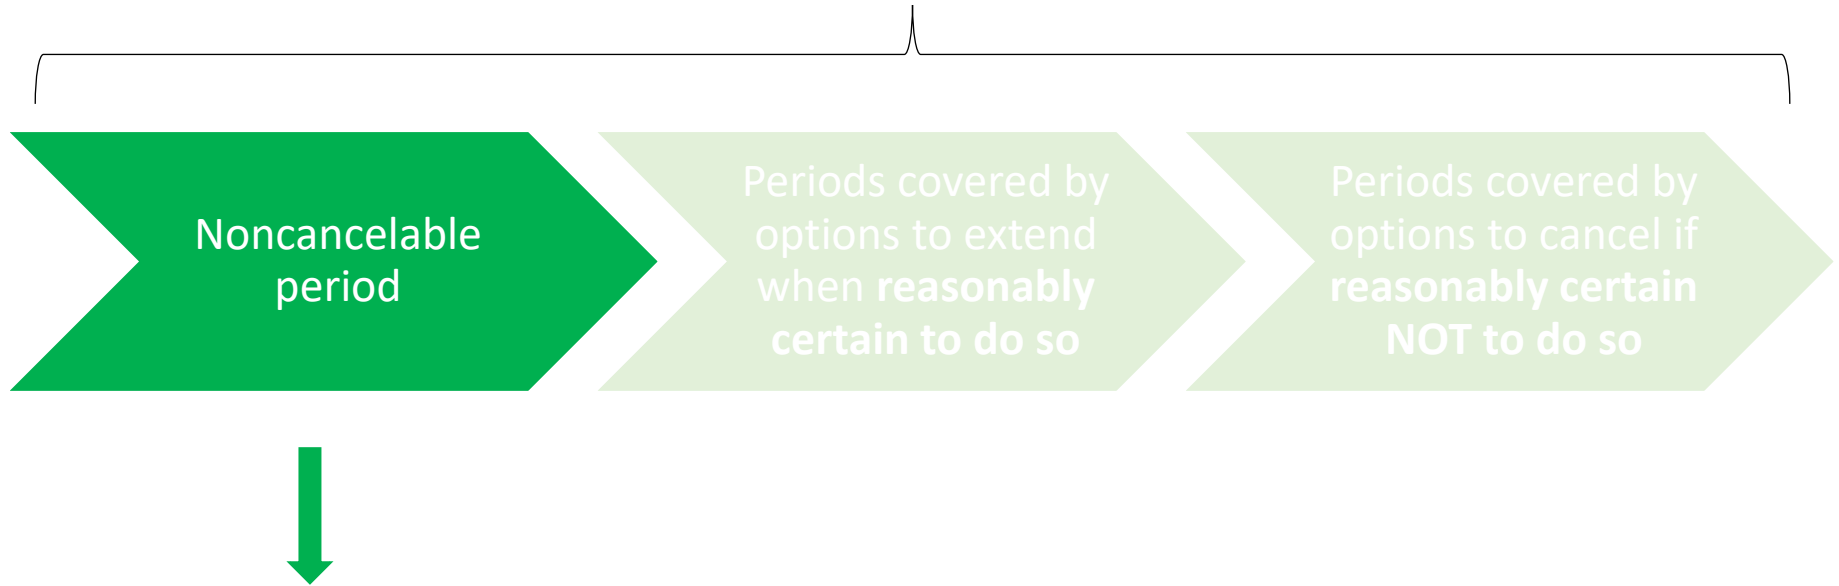 Noncancelable
period
Periods covered by
options to extend
when reasonably
certain to do so
Periods covered by
options to cancel if
reasonably certain
NOT to do so